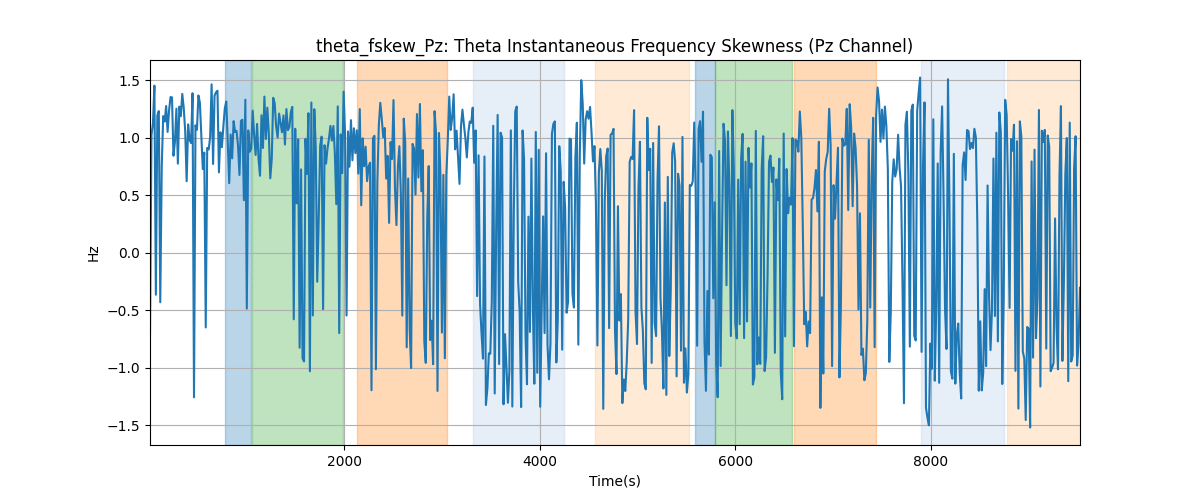 theta_fskew_Pz: Theta Instantaneous Frequency Skewness (Pz Channel)
1.5
1.0
0.5
0.0
−0.5
−1.0
−1.5
Hz
2000 4000 6000 8000
Time(s)